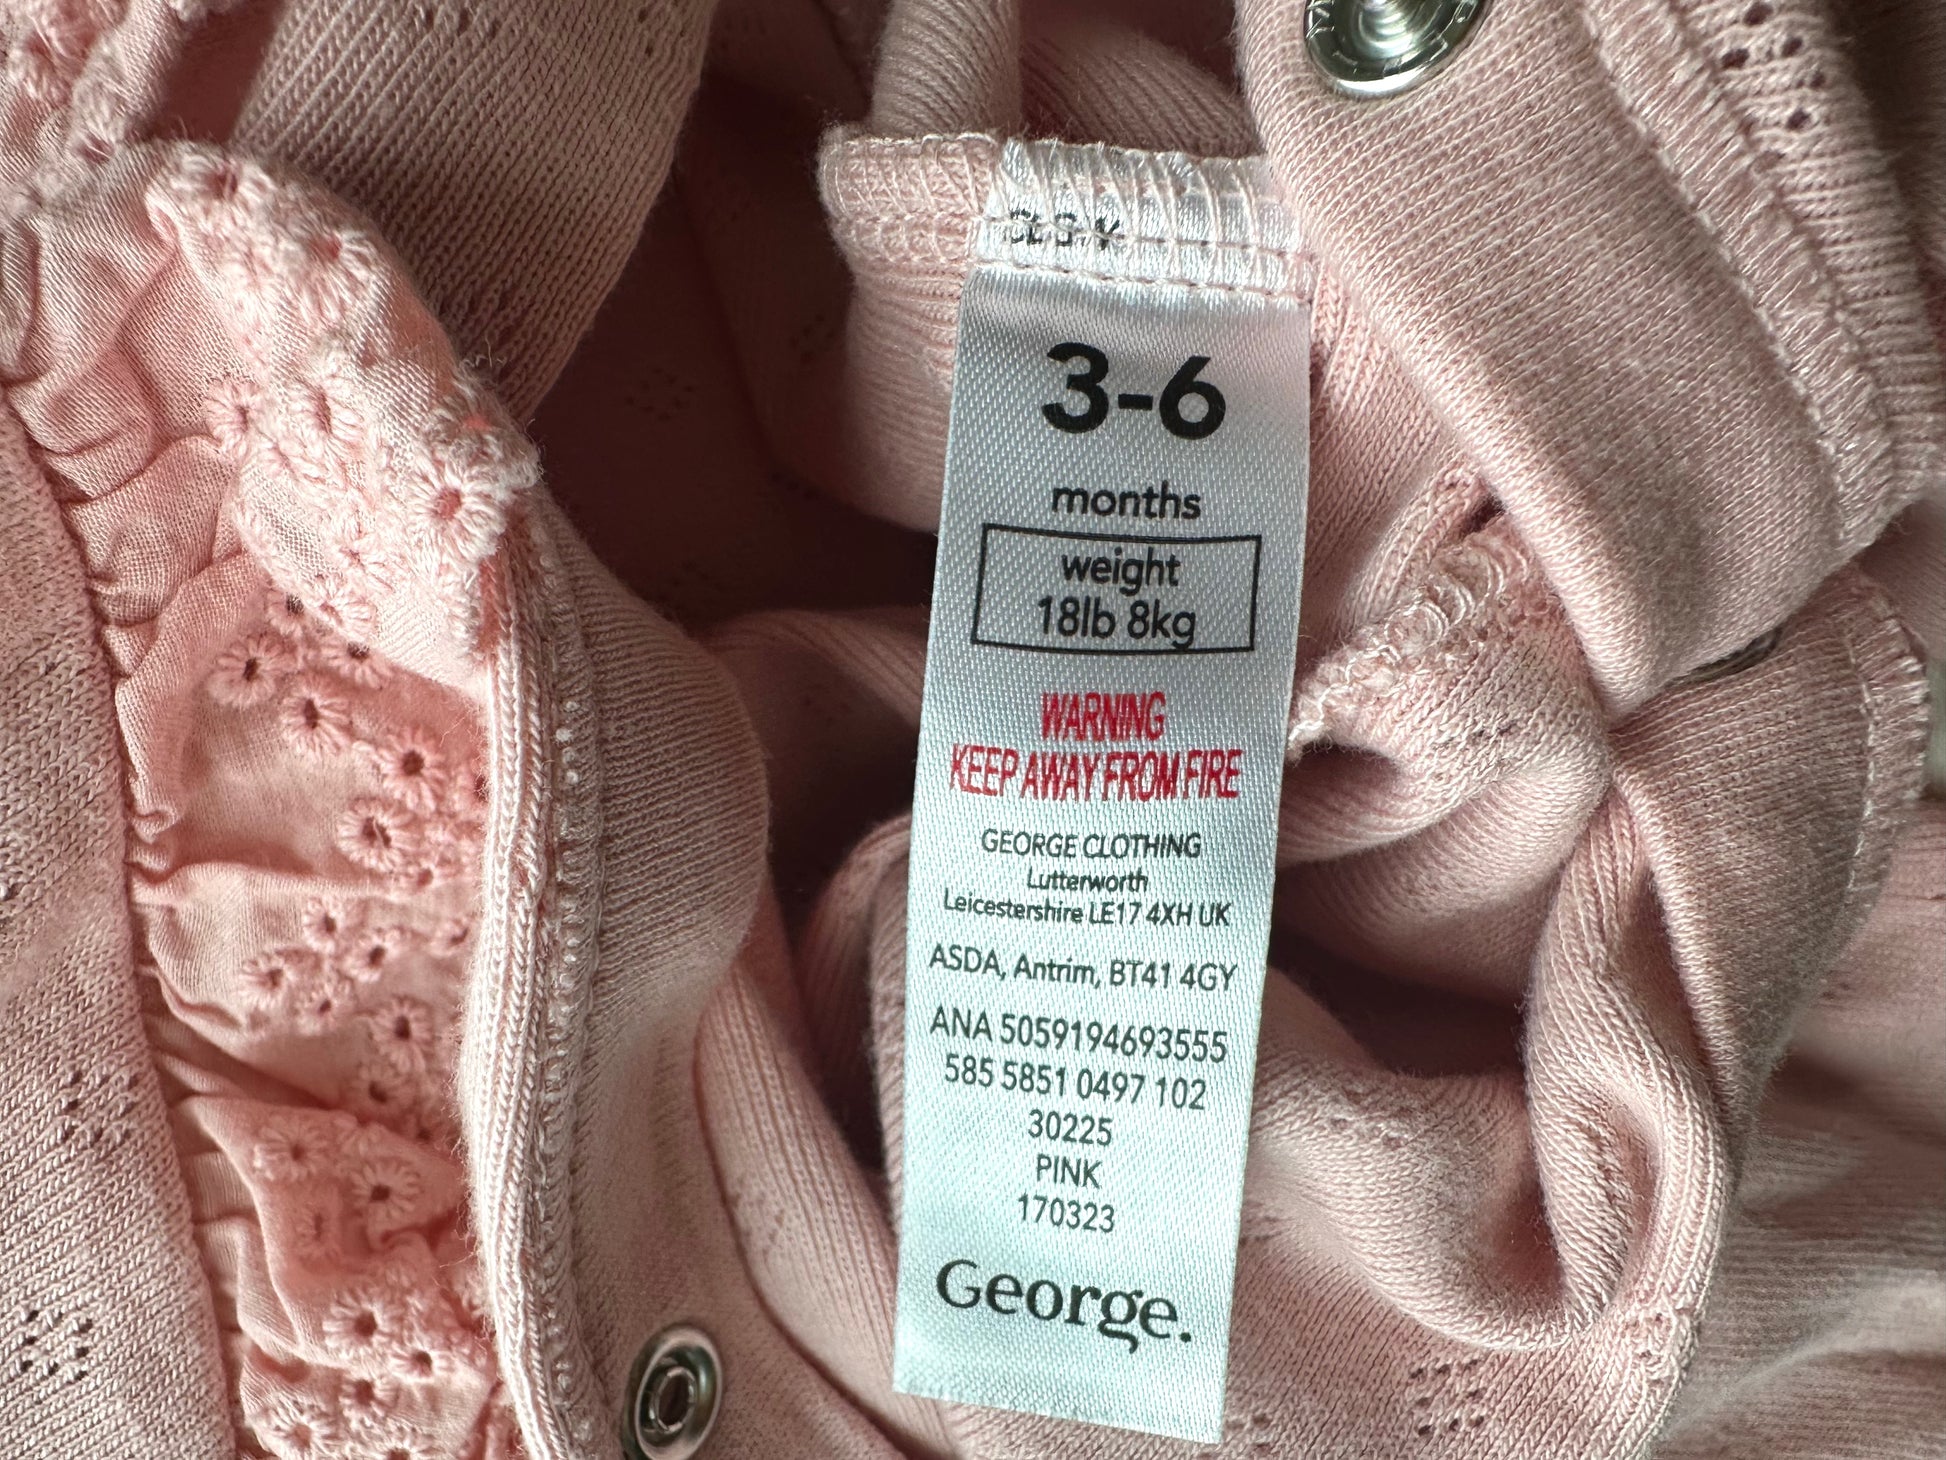 3-6
months
weight
18lb 8kg
WARNING
KEEP AWAY FROM FIRE
GEORGE CLOTHING
Lutterworth
Leicestershire LE17 4XH UK
ASDA, Antrim, BT41 4GY
ANA 5059194693555
585 5851 0497 102
30225
PINK
170323
George.